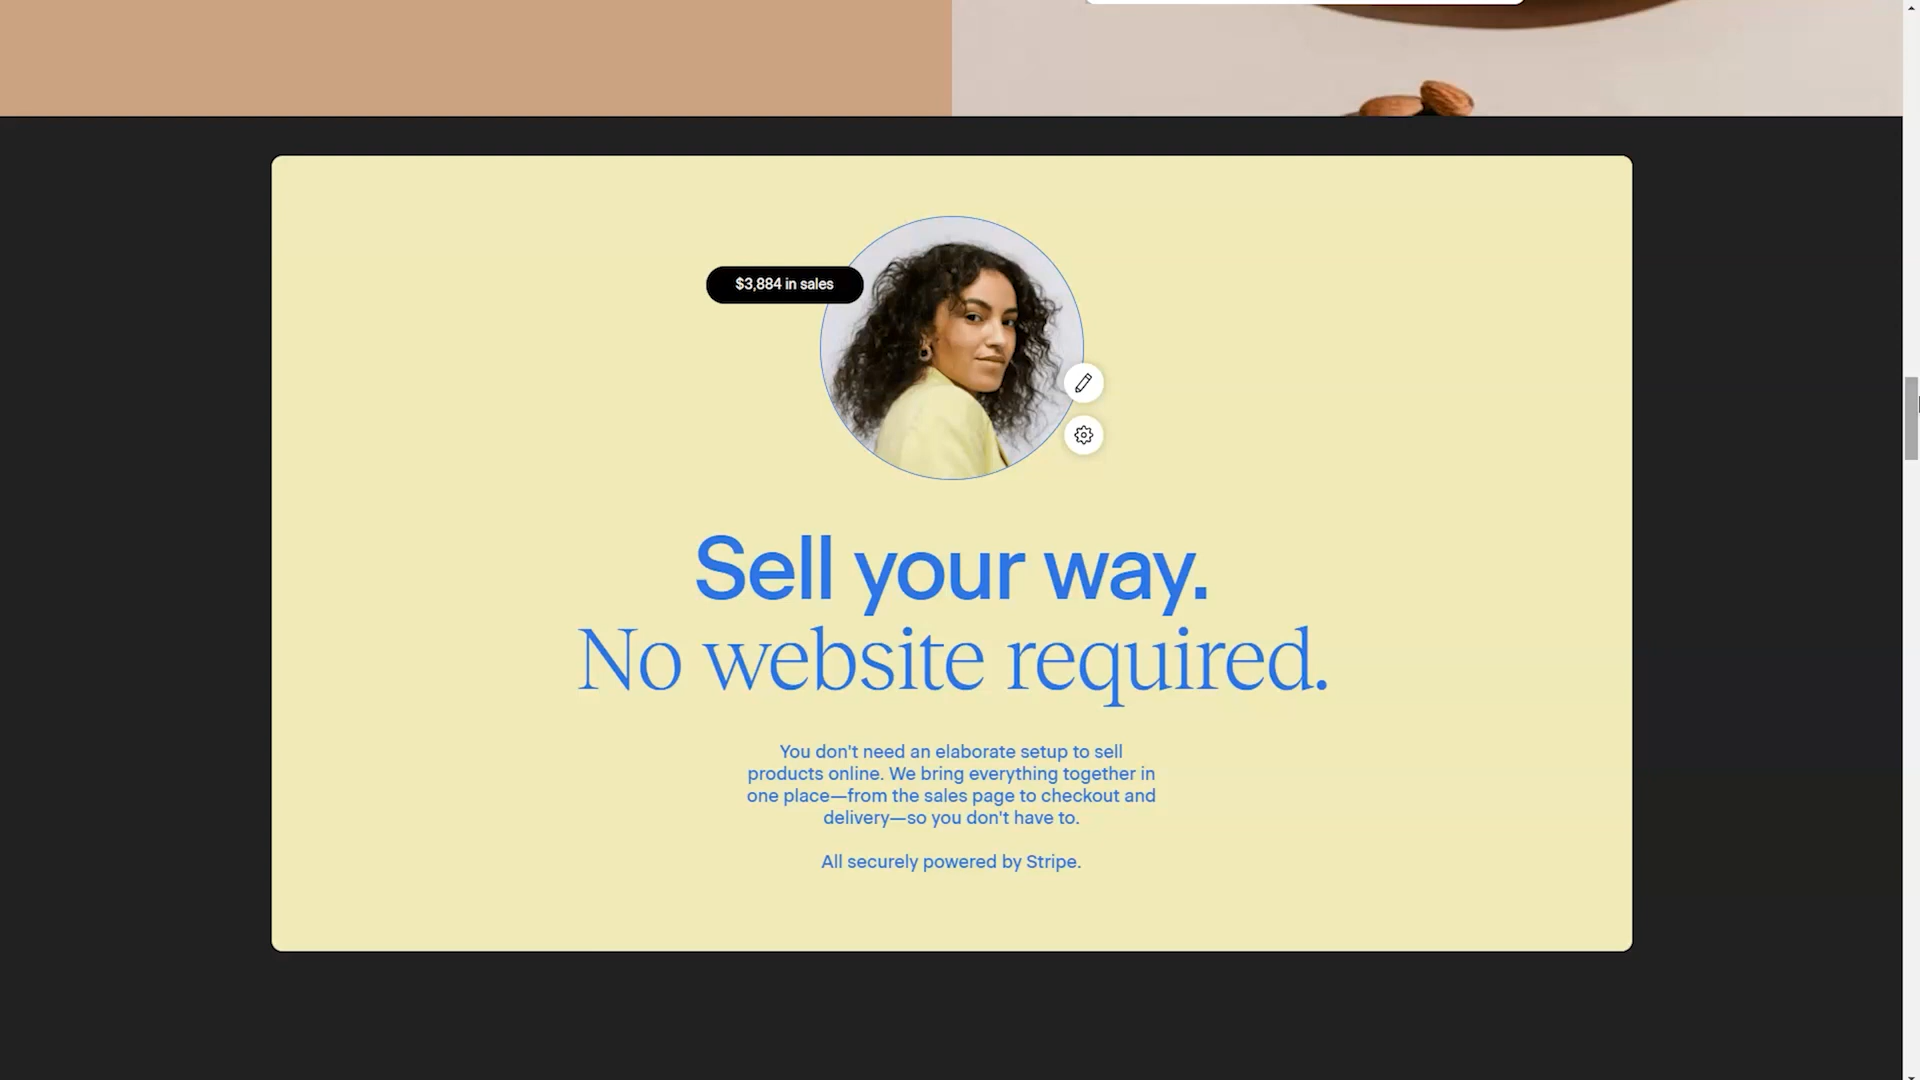 $3,884 in sales
Sell your way.
No website required.
You don't need an elaborate setup to sell
products online. We bring everything together in
one place—from the sales page to checkout and
delivery—so you don't have to.
All securely powered by Stripe.